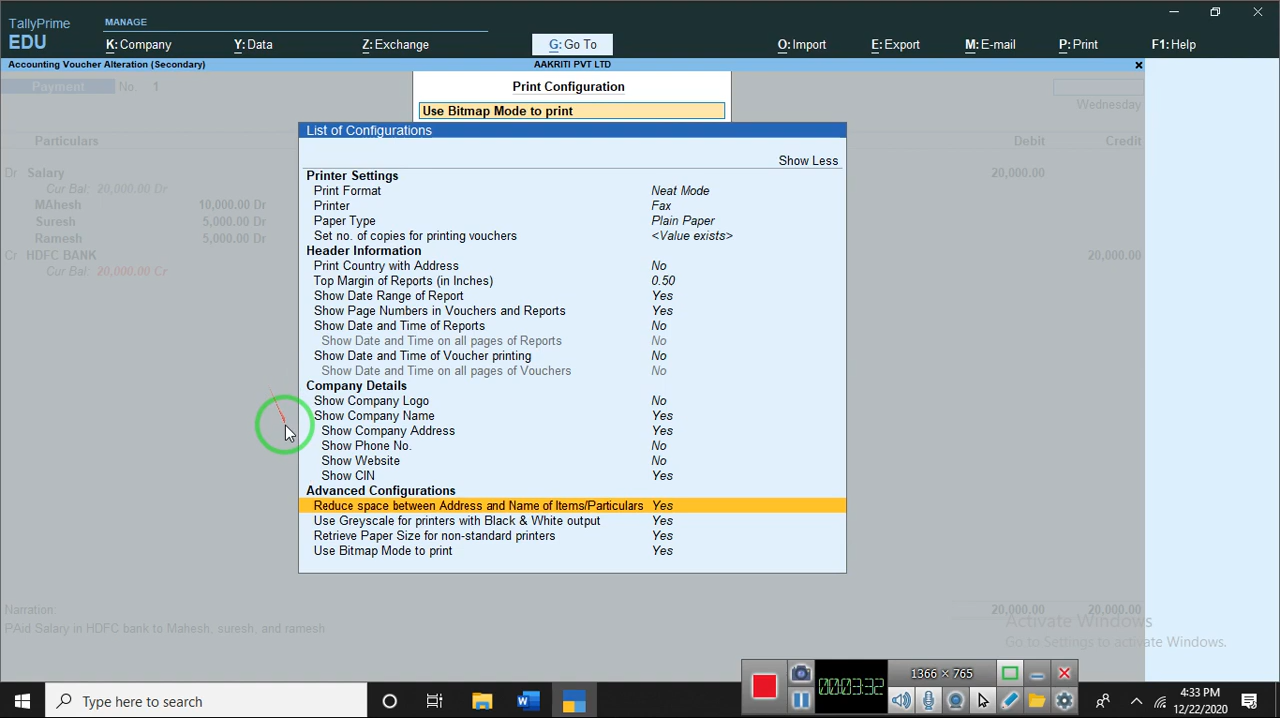 TallyPrime
EDU
MANAGE
K: Company
Y: Data
Z: Exchange
G: Go To
O: Import
E: Export
M: E-mail
P: Print
F1: Help
Accounting Voucher Alteration (Secondary)
AAKRITI PVT LTD
×
Payment No. 1
Wednesday
Print Configuration
Use Bitmap Mode to print
Particulars
Debit
Credit
Dr Salary 20,000.00
Cur Bal: 20,000.00 Dr
MAhesh 10,000.00 Dr
Suresh 5,000.00 Dr
Ramesh 5,000.00 Dr
Cr HDFC BANK 20,000.00
Cur Bal: 20,000.00 Cr
List of Configurations
Show Less
Printer Settings
Print Format Neat Mode
Printer Fax
Paper Type Plain Paper
Set no. of copies for printing vouchers <Value exists>
Header Information
Print Country with Address No
Top Margin of Reports (in Inches) 0.50
Show Date Range of Report Yes
Show Page Numbers in Vouchers and Reports Yes
Show Date and Time of Reports No
Show Date and Time on all pages of Reports No
Show Date and Time of Voucher printing No
Show Date and Time on all pages of Vouchers No
Company Details
Show Company Logo No
Show Company Name Yes
Show Company Address Yes
Show Phone No. No
Show Website No
Show CIN Yes
Advanced Configurations
Reduce space between Address and Name of Items/Particulars Yes
Use Greyscale for printers with Black & White output Yes
Retrieve Paper Size for non-standard printers Yes
Use Bitmap Mode to print Yes
Narration:
20,000.00 20,000.00
PAid Salary in HDFC bank to Mahesh, suresh, and ramesh
Activate Windows
Go to Settings to activate Windows.
1366 × 765
0003:32
Type here to search
4:33 PM
12/22/2020